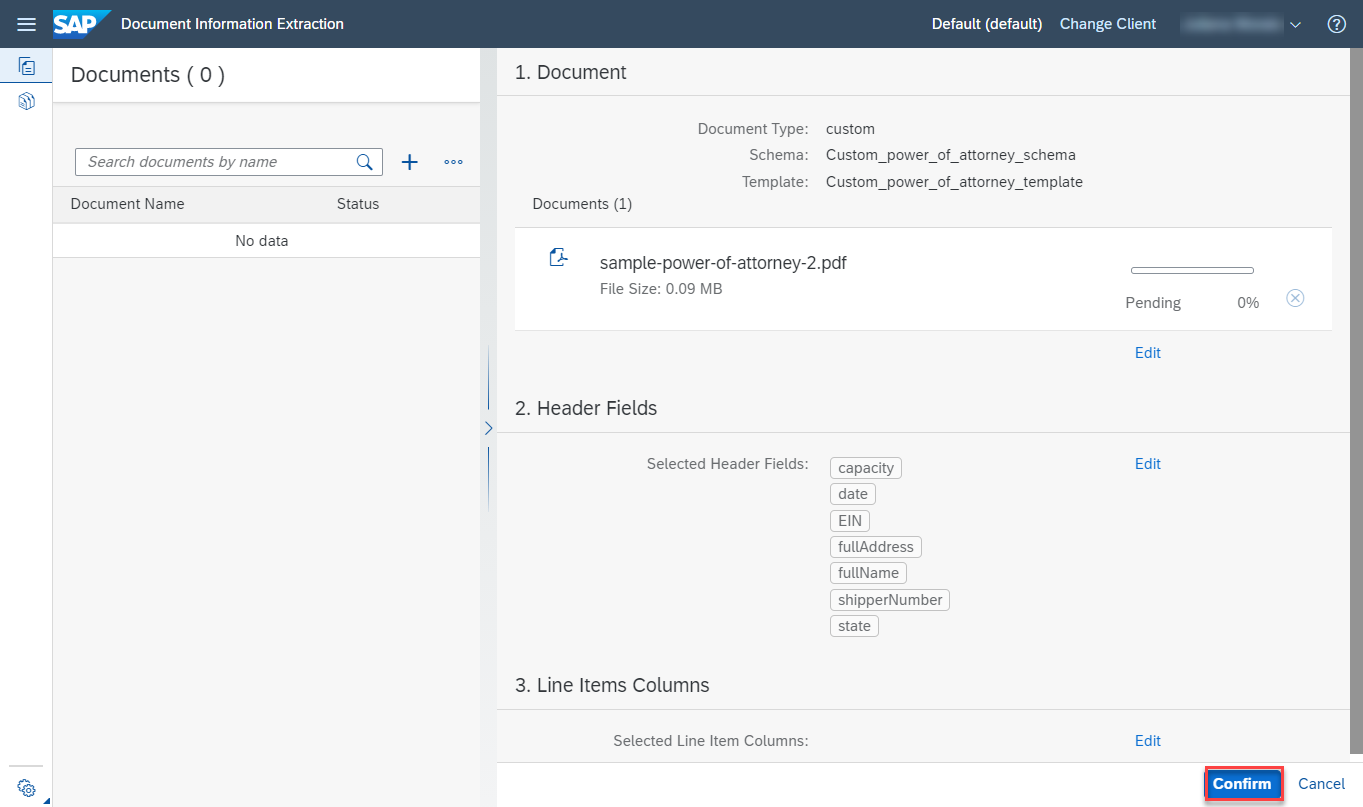 SAP Document Information Extraction Default (default) Change Client
Documents ( 0 )
Search documents by name
Document Name Status
No data
1. Document
Document Type: custom
Schema: Custom_power_of_attorney_schema
Template: Custom_power_of_attorney_template
Documents (1)
sample-power-of-attorney-2.pdf
File Size: 0.09 MB
Pending 0%
Edit
2. Header Fields
Selected Header Fields: capacity Edit
date
EIN
fullAddress
fullName
shipperNumber
state
3. Line Items Columns
Selected Line Item Columns: Edit
Confirm Cancel